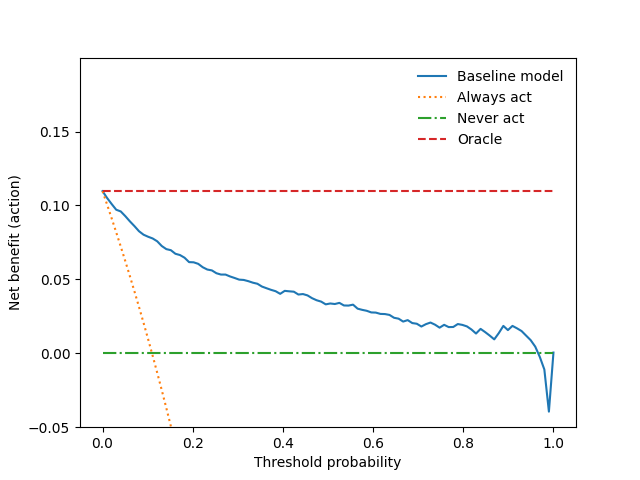 Baseline model
Always act
Never act
Oracle
0.15
0.10
0.05
0.00
−0.05
Net benefit (action)
0.0
0.2
0.4
0.6
0.8
1.0
Threshold probability